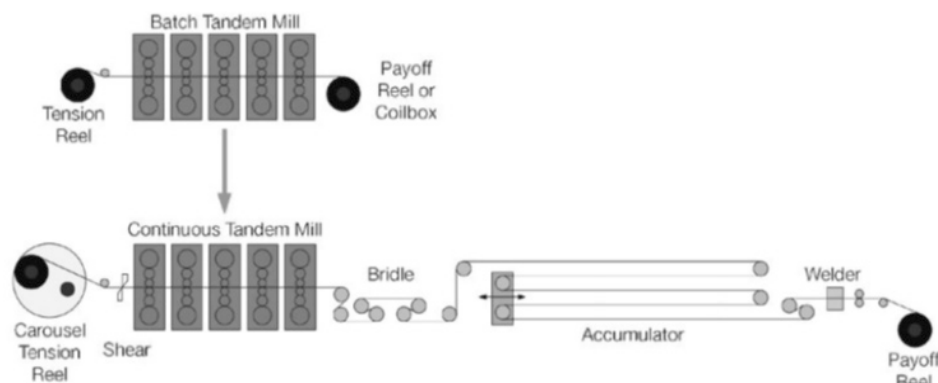 Batch Tandem Mill
Tension
Reel
Payoff
Reel or
Coilbox
Continuous Tandem Mill
Bridle
Welder
Carousel
Tension
Reel
Shear
Accumulator
Payoff
Reel